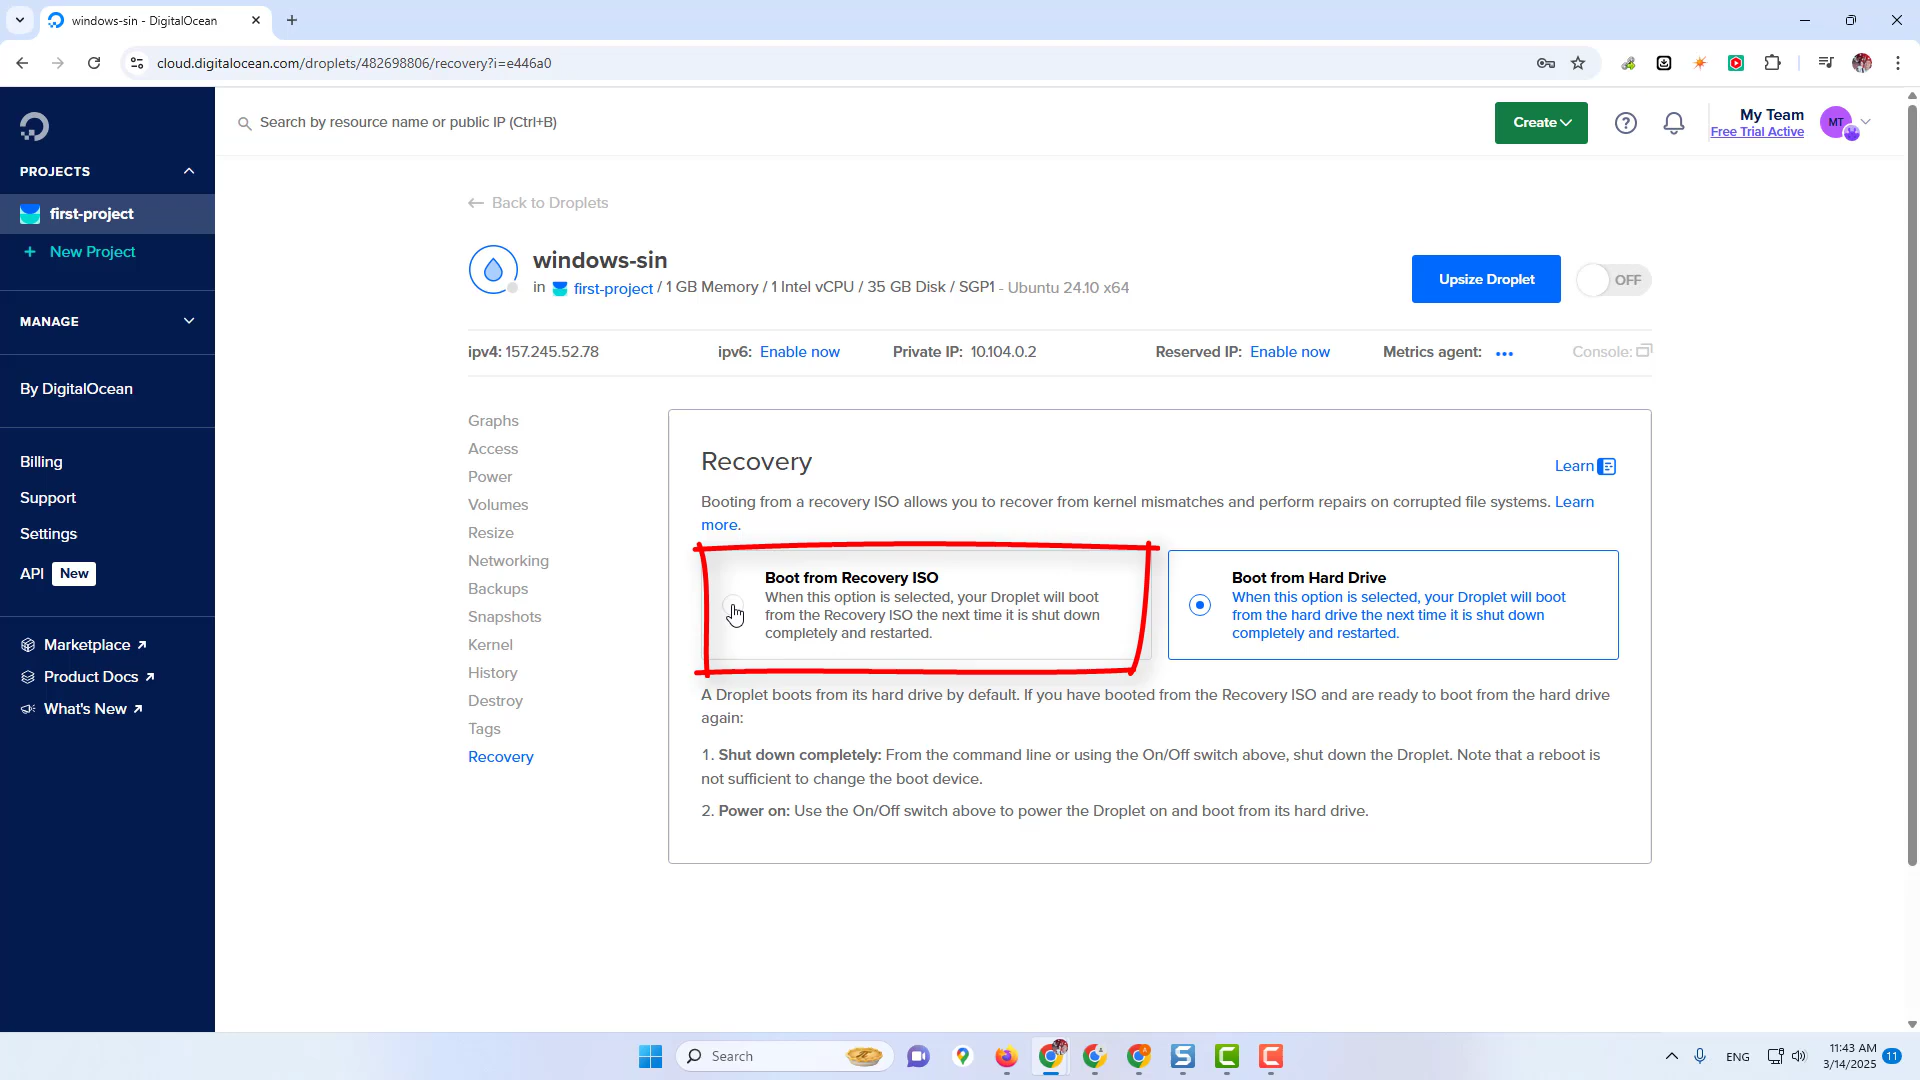 windows-sin - DigitalOcean
cloud.digitalocean.com/droplets/482698806/recovery?i=e446a0
Search by resource name or public IP (Ctrl+B)
Create
My Team
Free Trial Active
MT
PROJECTS
first-project
+ New Project
MANAGE
By DigitalOcean
Billing
Support
Settings
API New
Marketplace ↗
Product Docs ↗
What's New ↗
← Back to Droplets
windows-sin
in first-project / 1 GB Memory / 1 Intel vCPU / 35 GB Disk / SGP1 - Ubuntu 24.10 x64
Upsize Droplet
OFF
ipv4: 157.245.52.78
ipv6: Enable now
Private IP: 10.104.0.2
Reserved IP: Enable now
Metrics agent: •••
Console:
Graphs
Access
Power
Volumes
Resize
Networking
Backups
Snapshots
Kernel
History
Destroy
Tags
Recovery
Recovery
Learn
Booting from a recovery ISO allows you to recover from kernel mismatches and perform repairs on corrupted file systems. Learn
more.
Boot from Recovery ISO
When this option is selected, your Droplet will boot
from the Recovery ISO the next time it is shut down
completely and restarted.
Boot from Hard Drive
When this option is selected, your Droplet will boot
from the hard drive the next time it is shut down
completely and restarted.
A Droplet boots from its hard drive by default. If you have booted from the Recovery ISO and are ready to boot from the hard drive
again:
1. Shut down completely: From the command line or using the On/Off switch above, shut down the Droplet. Note that a reboot is
not sufficient to change the boot device.
2. Power on: Use the On/Off switch above to power the Droplet on and boot from its hard drive.
Search
ENG
11:43 AM
3/14/2025
11